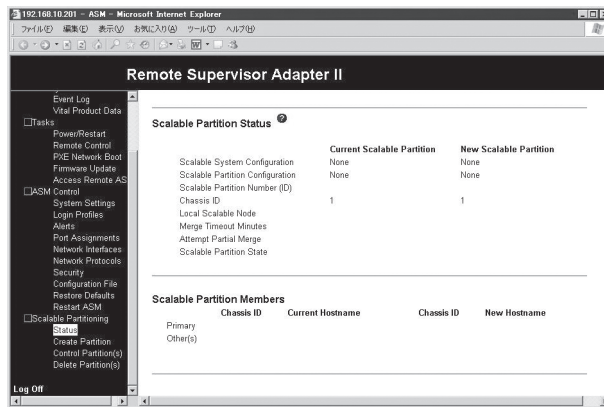 192.168.10.201 - ASM - Microsoft Internet Explorer
ファイル(F) 編集(E) 表示(V) お気に入り(A) ツール(T) ヘルプ(H)
Remote Supervisor Adapter II
Event Log
Vital Product Data
Tasks
Power/Restart
Remote Control
PXE Network Boot
Firmware Update
Access Remote AS
ASM Control
System Settings
Login Profiles
Alerts
Port Assignments
Network Interfaces
Network Protocols
Security
Configuration File
Restore Defaults
Restart ASM
Scalable Partitioning
Status
Create Partition
Control Partition(s)
Delete Partition(s)
Log Off
Scalable Partition Status ?
Current Scalable Partition New Scalable Partition
Scalable System Configuration None None
Scalable Partition Configuration None None
Scalable Partition Number (ID)
Chassis ID 1 1
Local Scalable Node
Merge Timeout Minutes
Attempt Partial Merge
Scalable Partition State
Scalable Partition Members
Chassis ID Current Hostname Chassis ID New Hostname
Primary
Other(s)